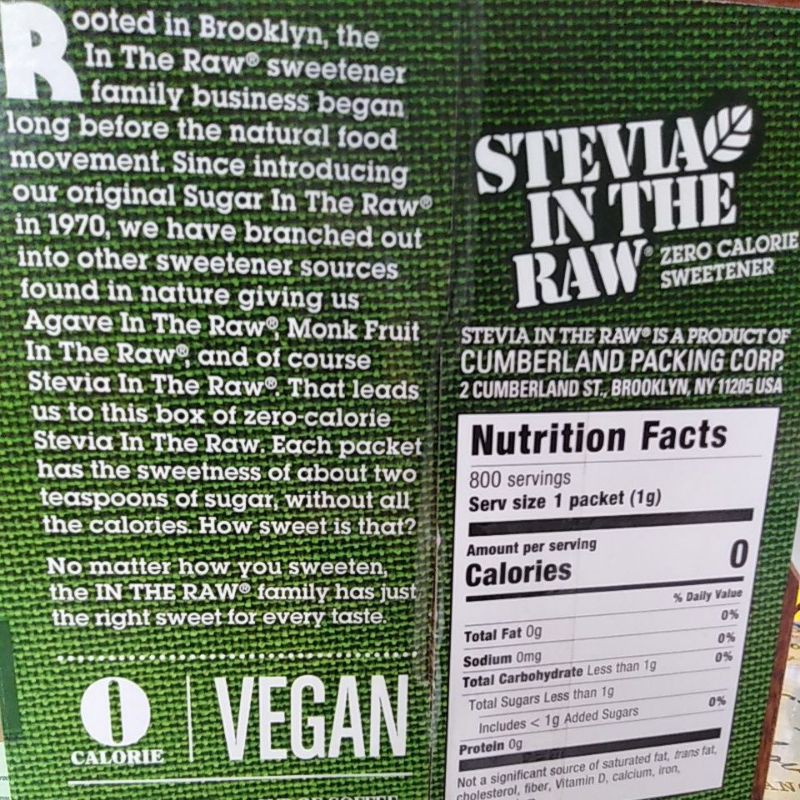 Rooted in Brooklyn, the
In The Raw® sweetener
family business began
long before the natural food
movement. Since introducing
our original Sugar In The Raw®
in 1970, we have branched out
into other sweetener sources
found in nature giving us
Agave In The Raw®, Monk Fruit
In The Raw®, and of course
Stevia In The Raw®. That leads
us to this box of zero-calorie
Stevia In The Raw. Each packet
has the sweetness of about two
teaspoons of sugar, without all
the calories. How sweet is that?
No matter how you sweeten,
the IN THE RAW® family has just
the right sweet for every taste.
0
CALORIE
VEGAN
STEVIA
IN THE
RAW®
ZERO CALORIE
SWEETENER
STEVIA IN THE RAW® IS A PRODUCT OF
CUMBERLAND PACKING CORP.
2 CUMBERLAND ST., BROOKLYN, NY 11205 USA
Nutrition Facts
800 servings
Serv size 1 packet (1g)
Amount per serving
Calories 0
% Daily Value
Total Fat 0g 0%
Sodium 0mg 0%
Total Carbohydrate Less than 1g 0%
Total Sugars Less than 1g
Includes < 1g Added Sugars 0%
Protein 0g
Not a significant source of saturated fat, trans fat,
cholesterol, fiber, Vitamin D, calcium, iron,